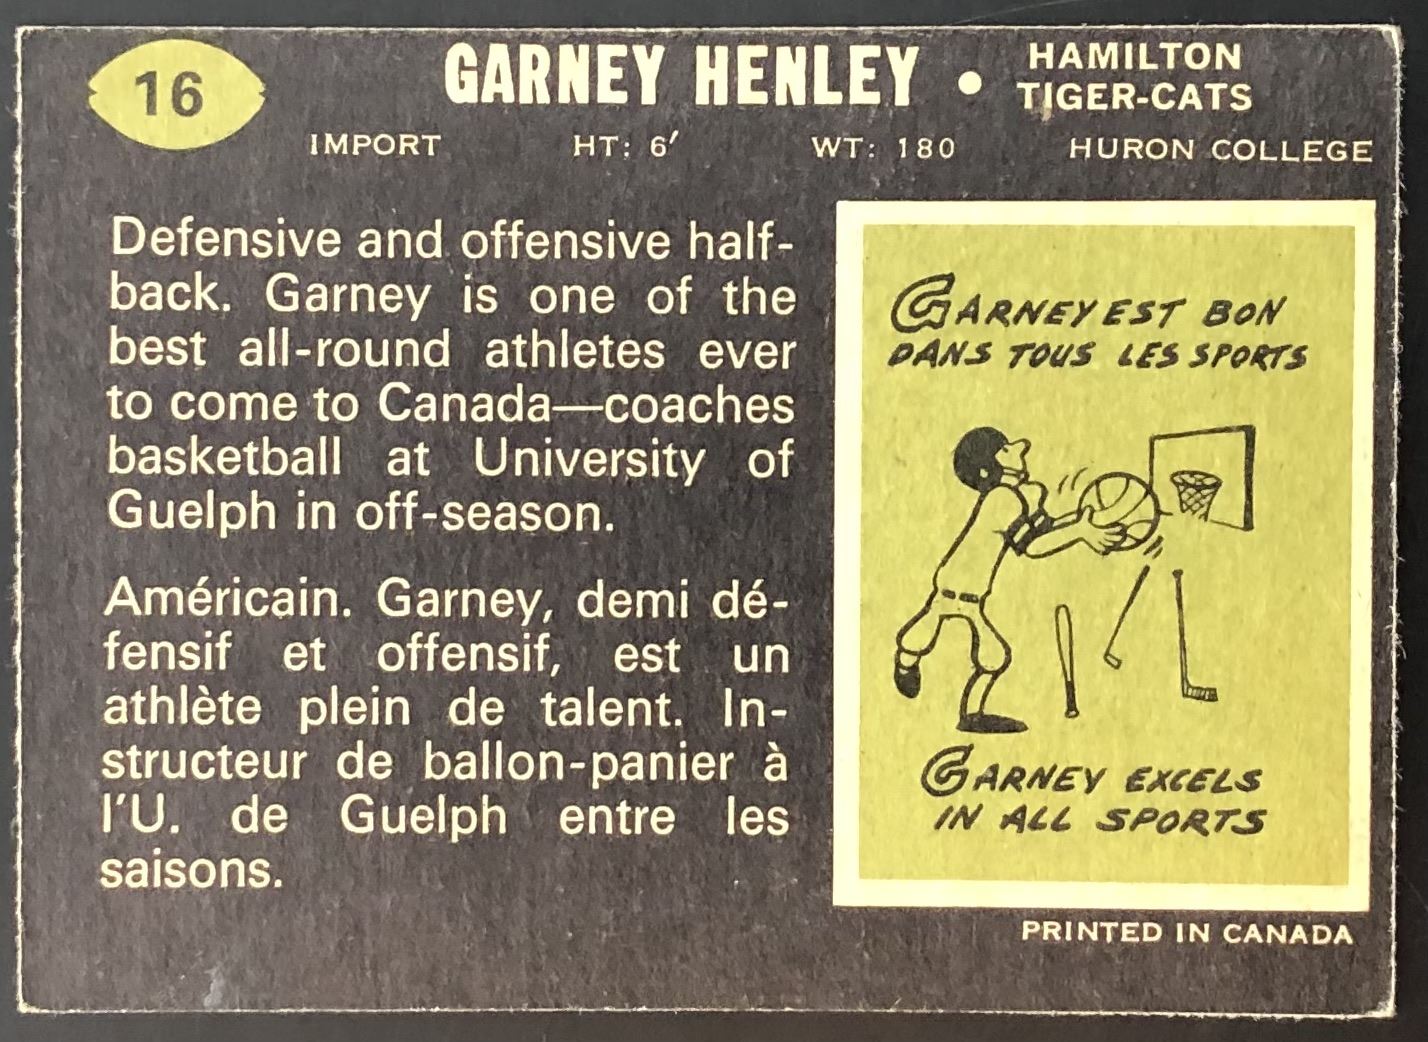 16
GARNEY HENLEY • HAMILTON
TIGER-CATS
IMPORT HT: 6′ WT: 180 HURON COLLEGE
Defensive and offensive half-
back. Garney is one of the
best all-round athletes ever
to come to Canada—coaches
basketball at University of
Guelph in off-season.
Américain. Garney, demi dé-
fensif et offensif, est un
athlète plein de talent. In-
structeur de ballon-panier à
l'U. de Guelph entre les
saisons.
GARNEY EST BON
DANS TOUS LES SPORTS
GARNEY EXCELS
IN ALL SPORTS
PRINTED IN CANADA